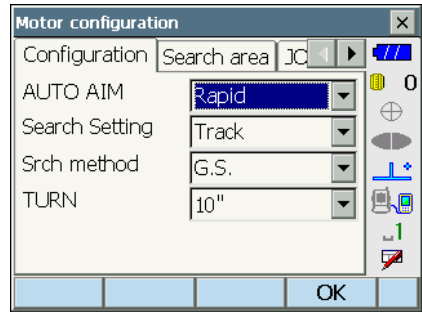 Motor configuration
Configuration Search area JC
AUTO AIM Rapid
0
Search Setting Track
Srch method G.S.
TURN 10"
1
OK